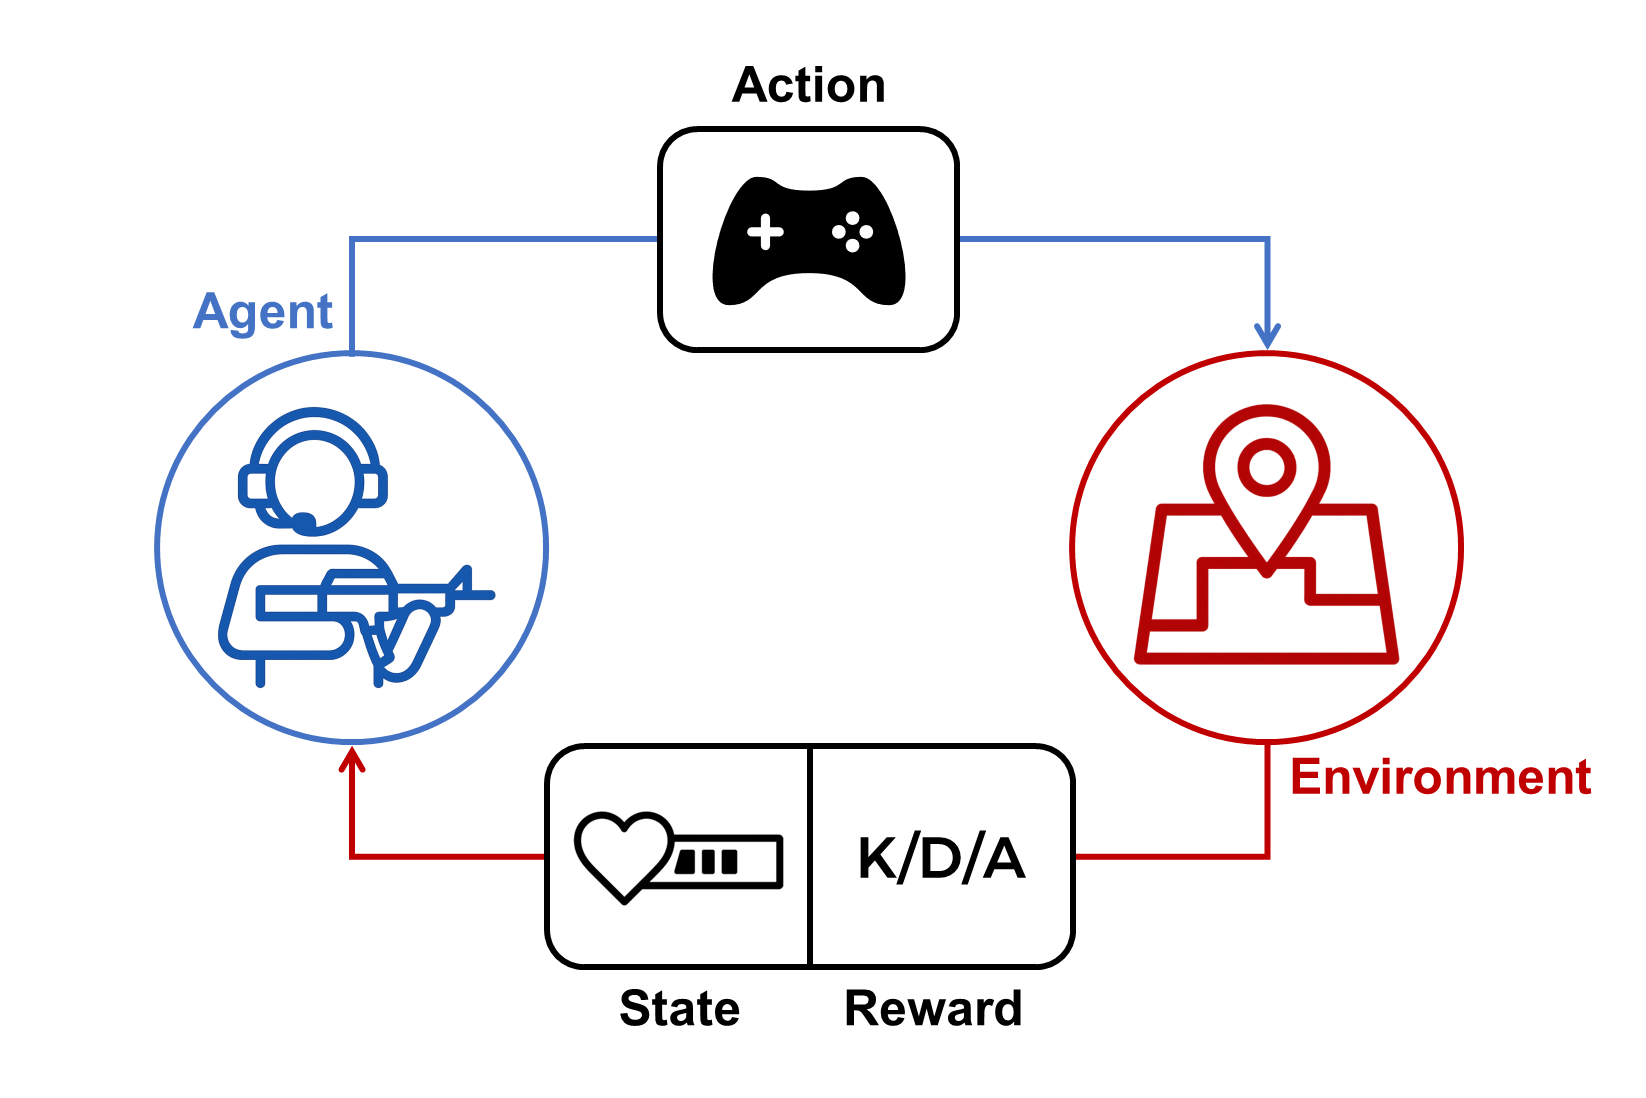 Action
Agent
Environment
K/D/A
State
Reward